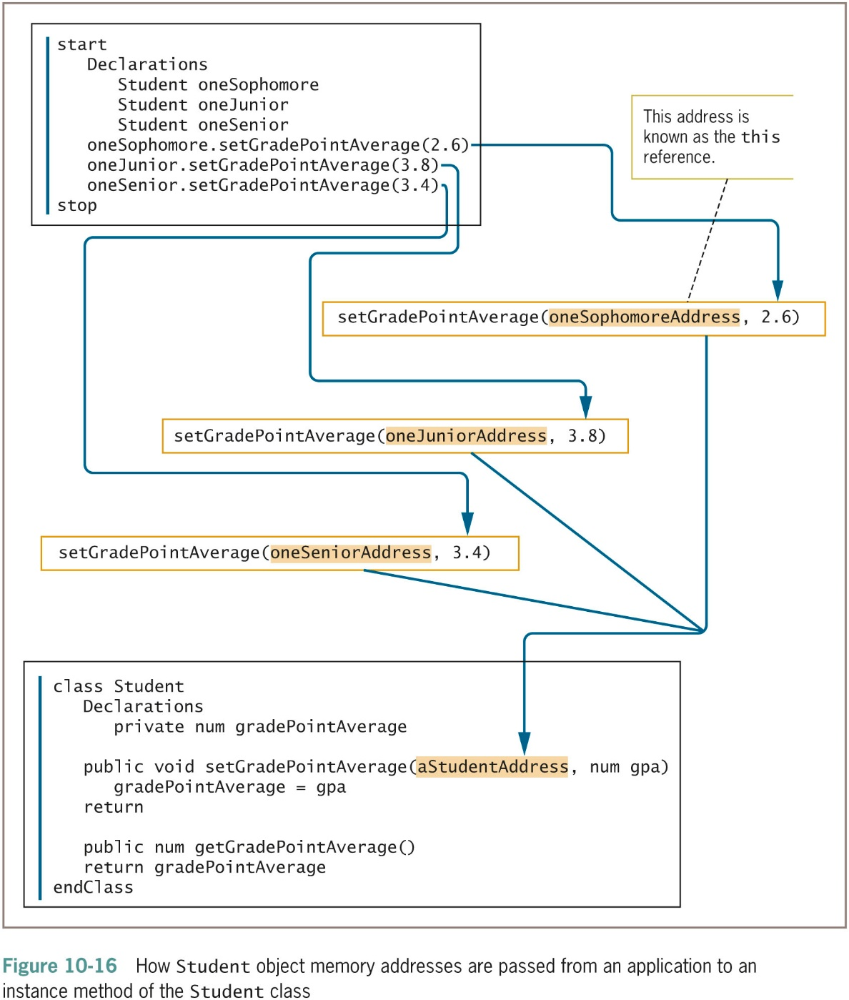 start
Declarations
Student oneSophomore
Student oneJunior
Student oneSenior
oneSophomore.setGradePointAverage(2.6)
oneJunior.setGradePointAverage(3.8)
oneSenior.setGradePointAverage(3.4)
stop
This address is
known as the this
reference.
setGradePointAverage(oneSophomoreAddress, 2.6)
setGradePointAverage(oneJuniorAddress, 3.8)
setGradePointAverage(oneSeniorAddress, 3.4)
class Student
Declarations
private num gradePointAverage
public void setGradePointAverage(aStudentAddress, num gpa)
gradePointAverage = gpa
return
public num getGradePointAverage()
return gradePointAverage
endClass
Figure 10-16 How Student object memory addresses are passed from an application to an
instance method of the Student class